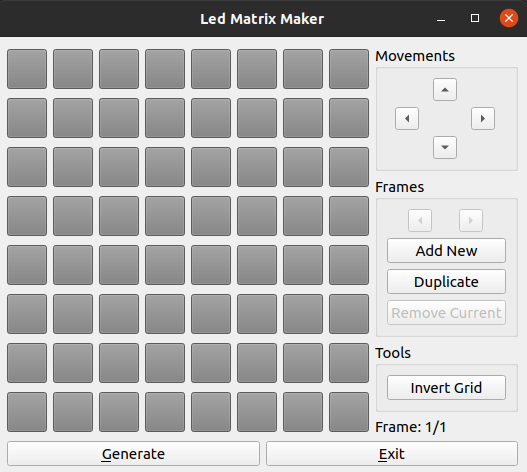 Led Matrix Maker
Movements
Frames
Add New
Duplicate
Remove Current
Tools
Invert Grid
Frame: 1/1
Generate
Exit